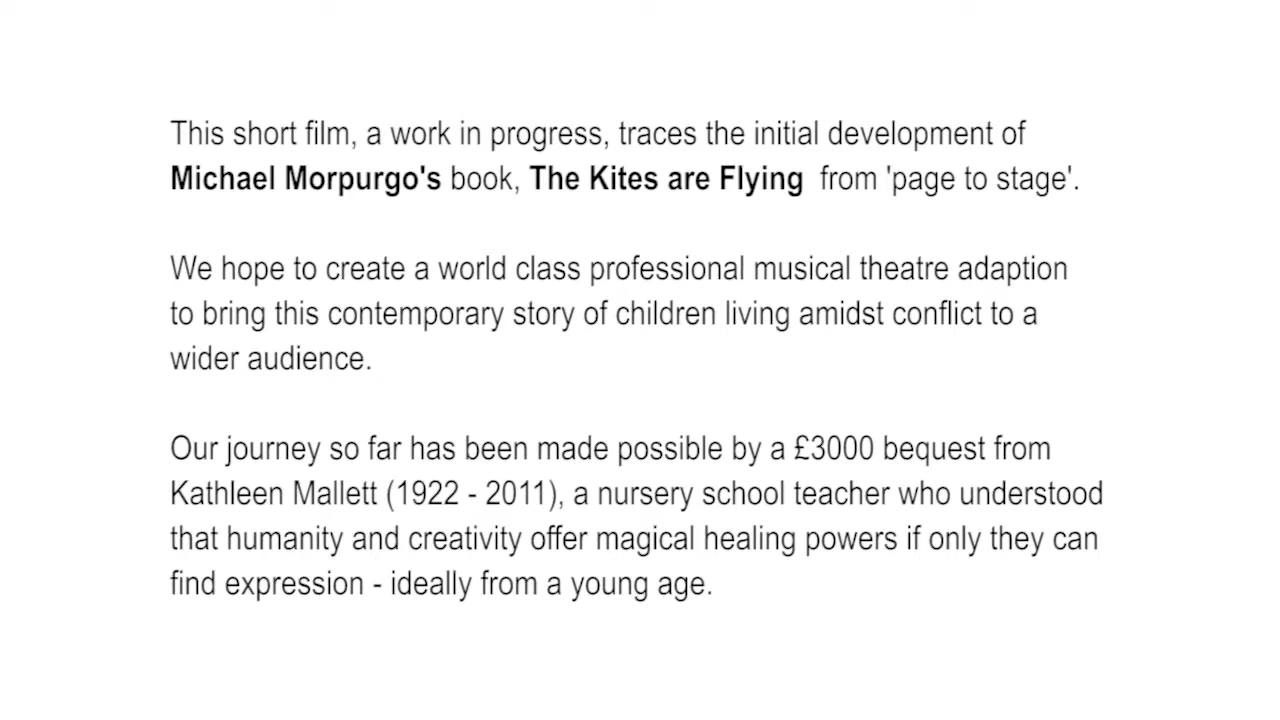 This short film, a work in progress, traces the initial development of
Michael Morpurgo's book, The Kites are Flying from 'page to stage'.
We hope to create a world class professional musical theatre adaption
to bring this contemporary story of children living amidst conflict to a
wider audience.
Our journey so far has been made possible by a £3000 bequest from
Kathleen Mallett (1922 - 2011), a nursery school teacher who understood
that humanity and creativity offer magical healing powers if only they can
find expression - ideally from a young age.